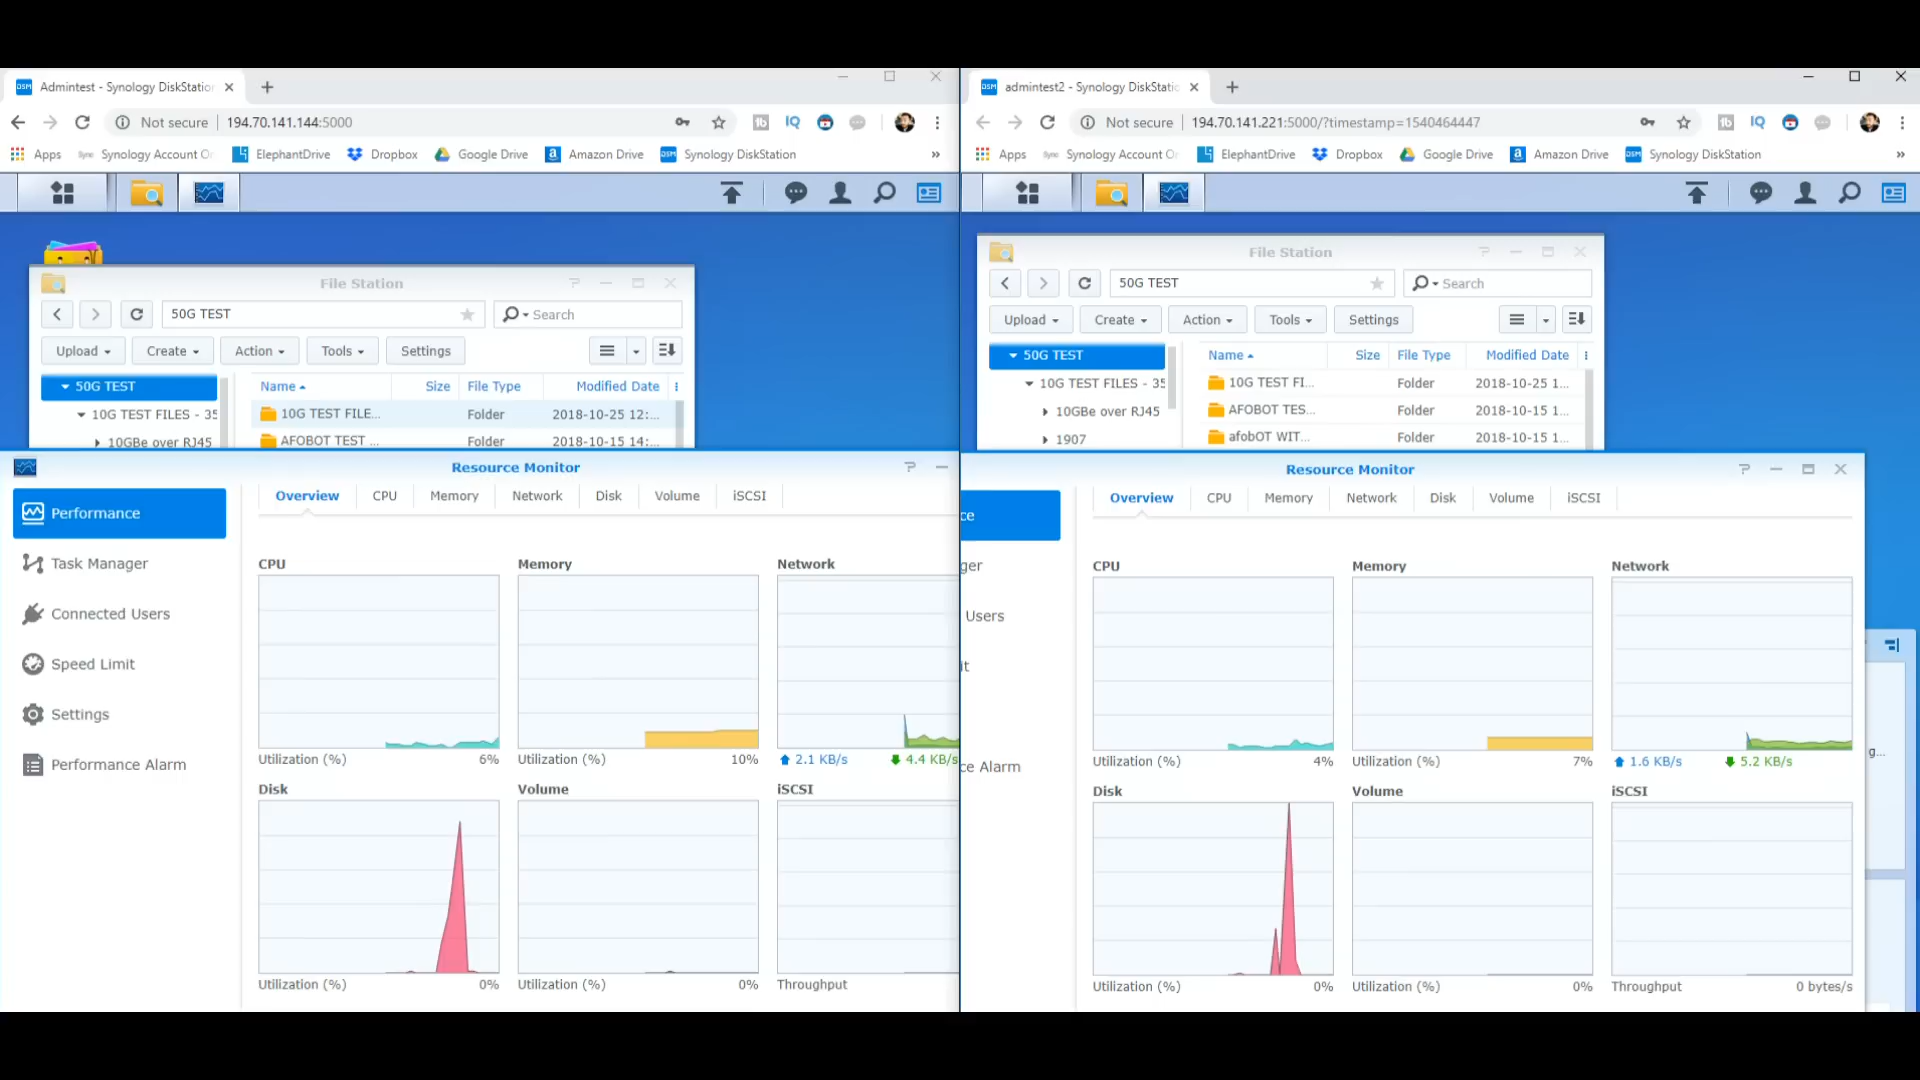 Admintest - Synology DiskStatio
Not secure 194.70.141.144:5000
Apps Synology Account Or ElephantDrive Dropbox Google Drive Amazon Drive Synology DiskStation »
File Station
50G TEST Search
Upload Create Action Tools Settings
50G TEST Name Size File Type Modified Date
10G TEST FILES - 35 10G TEST FILE... Folder 2018-10-25 12:...
10GBe over RJ45 AFOBOT TEST ... Folder 2018-10-15 14:...
Resource Monitor
Performance
Task Manager
Connected Users
Speed Limit
Settings
Performance Alarm
Overview CPU Memory Network Disk Volume iSCSI
CPU Memory Network
Utilization (%) 6% Utilization (%) 10% 2.1 KB/s 4.4 KB/s
Disk Volume iSCSI
Utilization (%) 0% Utilization (%) 0% Throughput
admintest2 - Synology DiskStatio
Not secure 194.70.141.221:5000/?timestamp=1540464447
Apps Synology Account Or ElephantDrive Dropbox Google Drive Amazon Drive Synology DiskStation »
File Station
50G TEST Search
Upload Create Action Tools Settings
50G TEST Name Size File Type Modified Date
10G TEST FILES - 35 10G TEST FI... Folder 2018-10-25 1...
10GBe over RJ45 AFOBOT TES... Folder 2018-10-15 1...
1907 afobOT WIT... Folder 2018-10-15 1...
Resource Monitor
ce
ger
Users
it
ce Alarm
Overview CPU Memory Network Disk Volume iSCSI
CPU Memory Network
Utilization (%) 4% Utilization (%) 7% 1.6 KB/s 5.2 KB/s
Disk Volume iSCSI
Utilization (%) 0% Utilization (%) 0% Throughput 0 bytes/s
g...